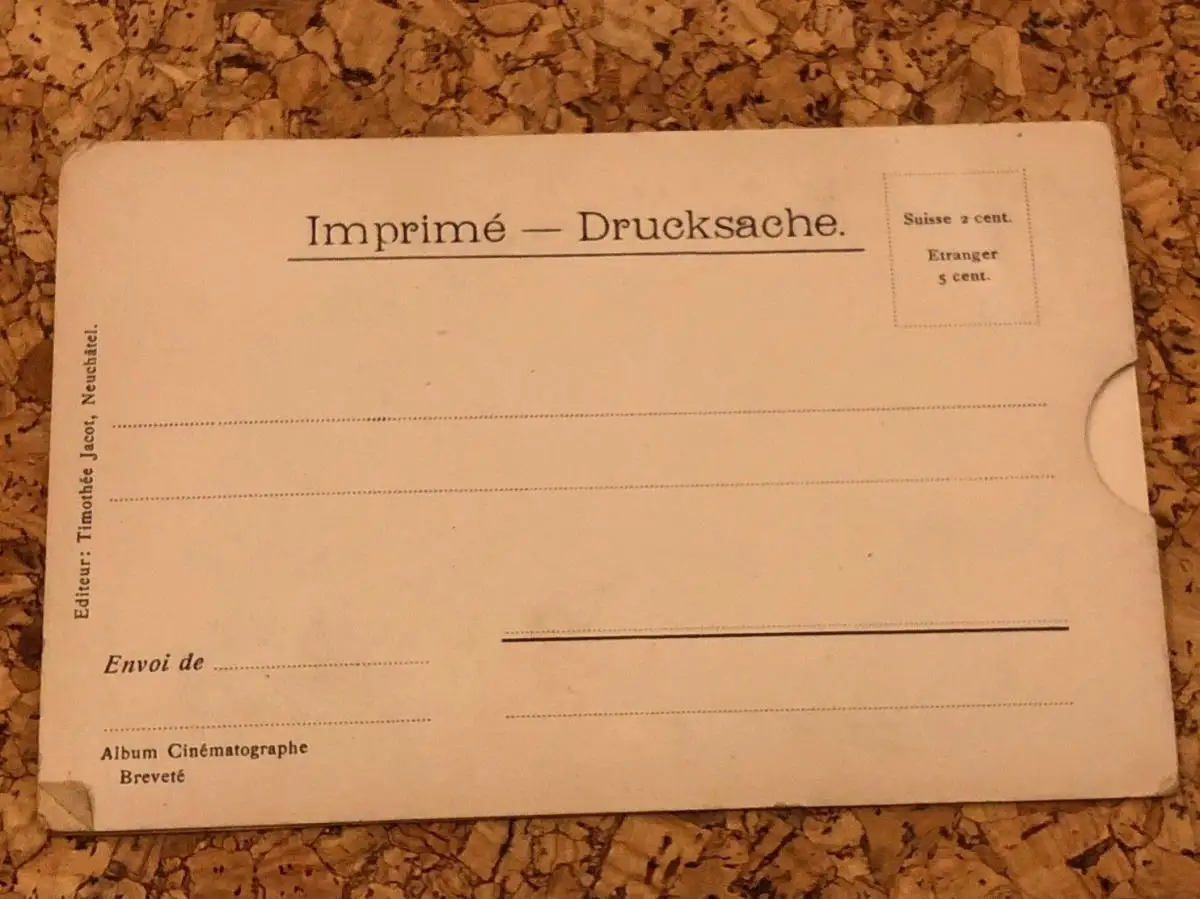 Imprimé — Drucksache.
Suisse 2 cent.
Etranger
5 cent.
Editeur: Timothée Jacot, Neuchâtel.
Envoi de
Album Cinématographe
Breveté